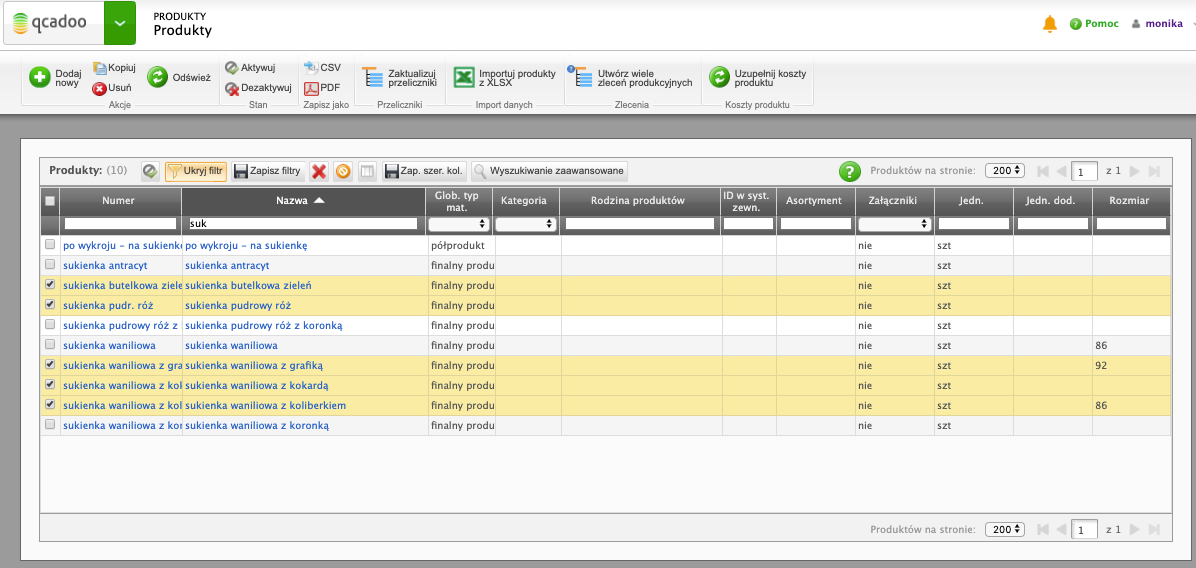 qcadoo
PRODUKTY
Produkty
Pomoc
monika
Dodaj nowy
Kopiuj
Usuń
Odśwież
Akcje
Aktywuj
Dezaktywuj
Stan
CSV
PDF
Zapisz jako
Zaktualizuj przeliczniki
Przeliczniki
Importuj produkty z XLSX
Import danych
Utwórz wiele zleceń produkcyjnych
Zlecenia
Uzupełnij koszty produktu
Koszty produktu
Produkty: (10) Ukryj filtr Zapisz filtry Zap. szer. kol. Wyszukiwanie zaawansowane ? Produktów na stronie: 200 1 z 1
Numer Nazwa Glob. typ mat. Kategoria Rodzina produktów ID w syst. zewn. Asortyment Załączniki Jedn. Jedn. dod. Rozmiar
suk
po wykroju – na sukienkę po wykroju – na sukienkę półprodukt nie szt
sukienka antracyt sukienka antracyt finalny produ nie szt
sukienka butelkowa ziele sukienka butelkowa zieleń finalny produ nie szt
sukienka pudr. róż sukienka pudrowy róż finalny produ nie szt
sukienka pudrowy róż z sukienka pudrowy róż z koronką finalny produ nie szt
sukienka waniliowa sukienka waniliowa finalny produ nie szt 86
sukienka waniliowa z gra sukienka waniliowa z grafiką finalny produ nie szt 92
sukienka waniliowa z kok sukienka waniliowa z kokardą finalny produ nie szt
sukienka waniliowa z kol sukienka waniliowa z koliberkiem finalny produ nie szt 86
sukienka waniliowa z kor sukienka waniliowa z koronką finalny produ nie szt
Produktów na stronie: 200 1 z 1